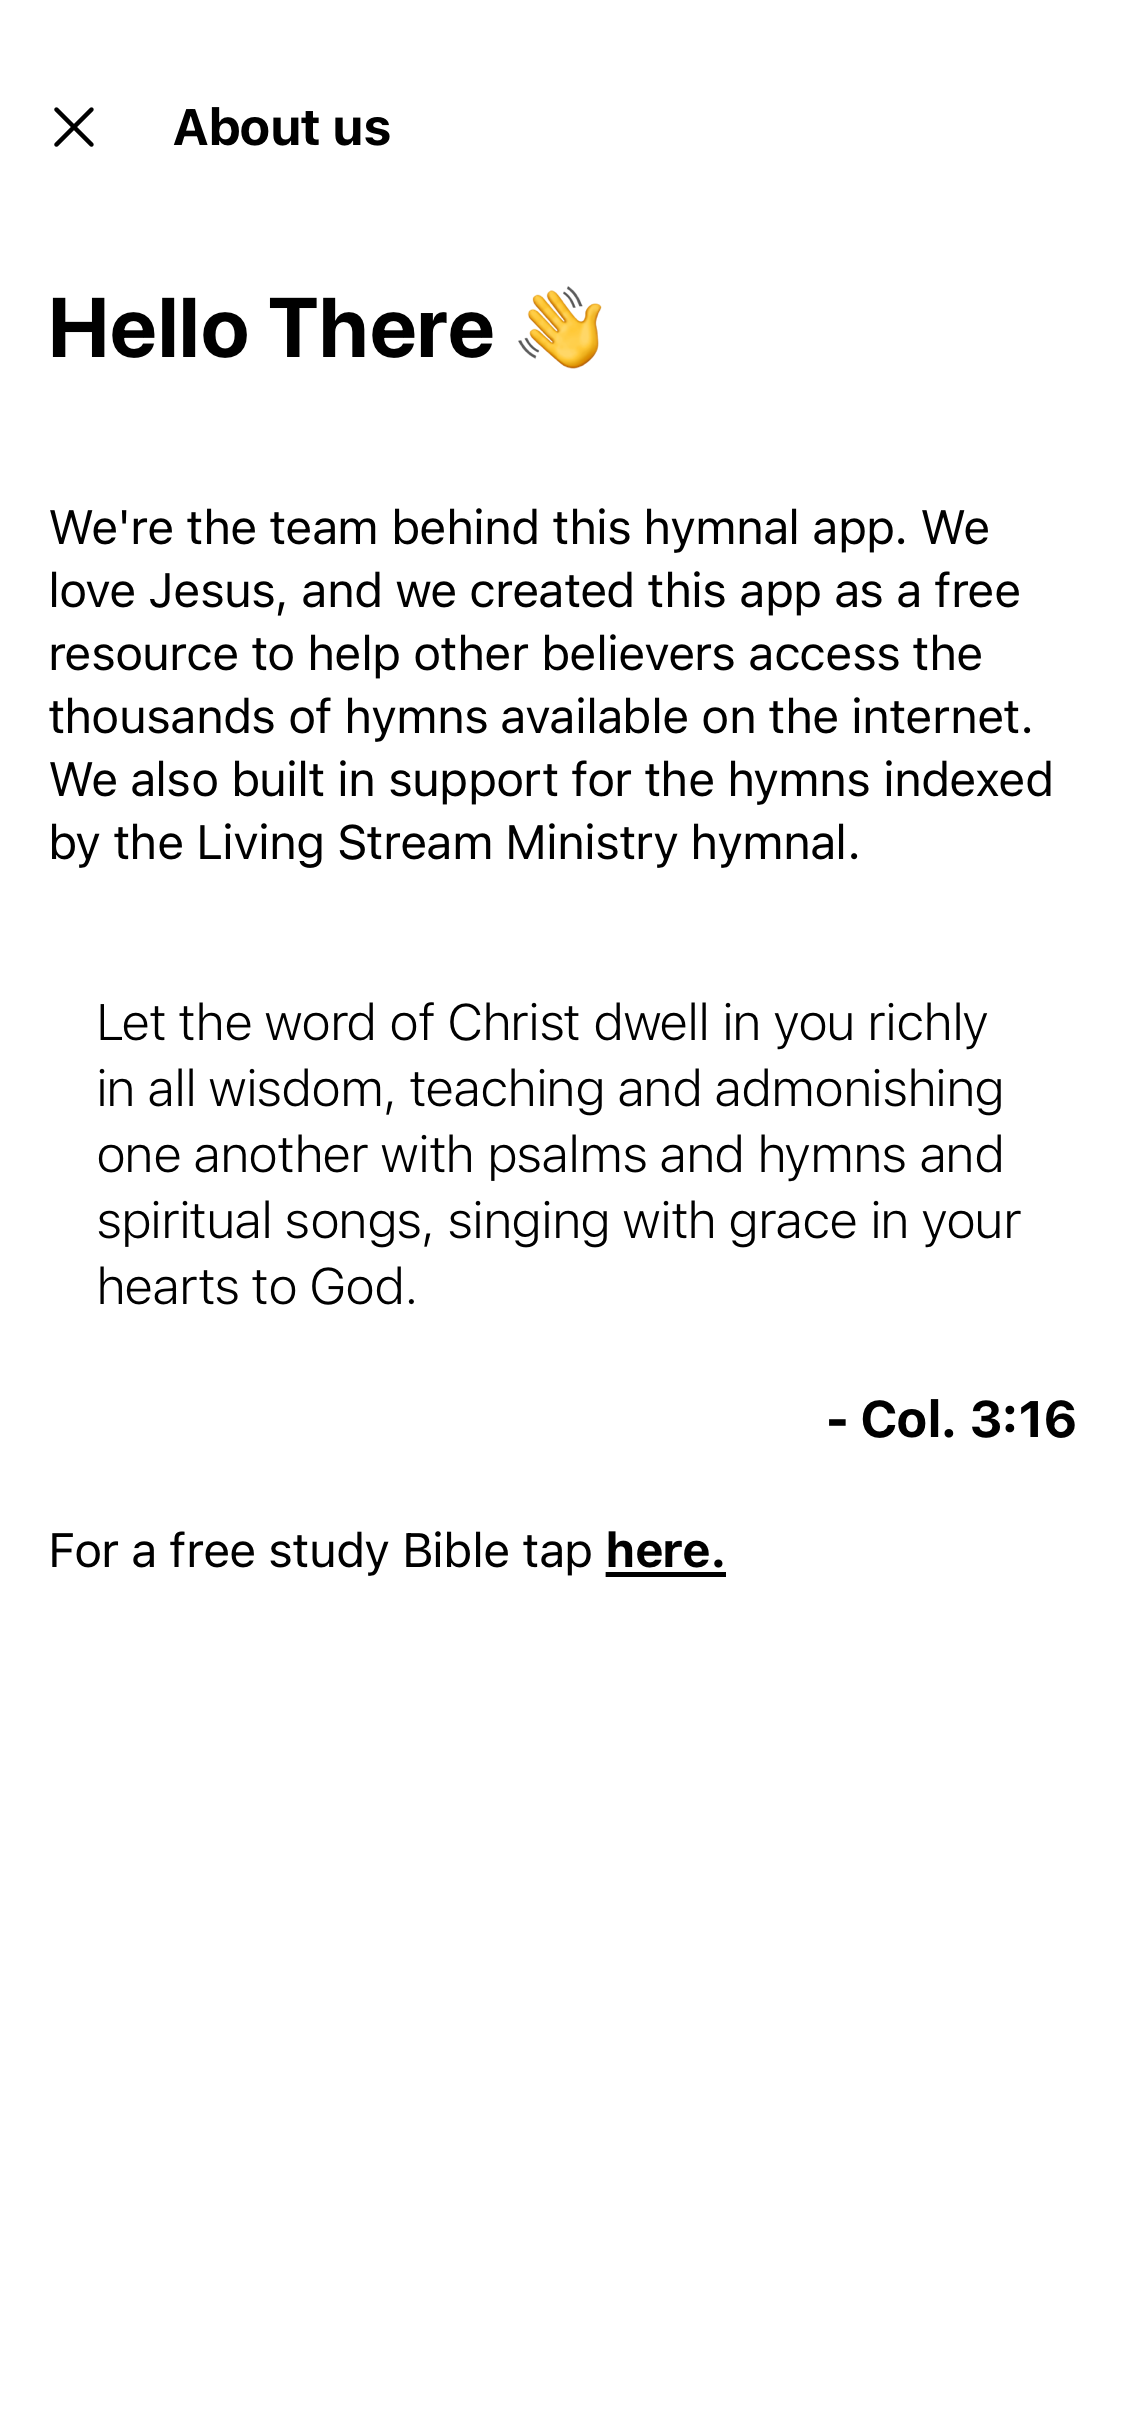 About us
Hello There 👋
We're the team behind this hymnal app. We
love Jesus, and we created this app as a free
resource to help other believers access the
thousands of hymns available on the internet.
We also built in support for the hymns indexed
by the Living Stream Ministry hymnal.
Let the word of Christ dwell in you richly
in all wisdom, teaching and admonishing
one another with psalms and hymns and
spiritual songs, singing with grace in your
hearts to God.
- Col. 3:16
For a free study Bible tap here.